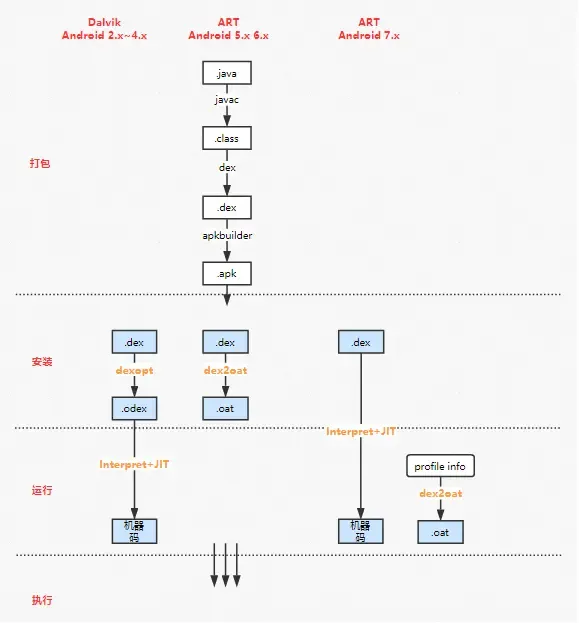 Dalvik
Android 2.x~4.x
ART
Android 5.x 6.x
ART
Android 7.x
.java
javac
.class
打包
dex
.dex
apkbuilder
.apk
安装
.dex
.dex
.dex
dexopt
dex2oat
.odex
.oat
Interpret+JIT
运行
Interpret+JIT
profile info
dex2oat
机器
码
机器
码
.oat
执行